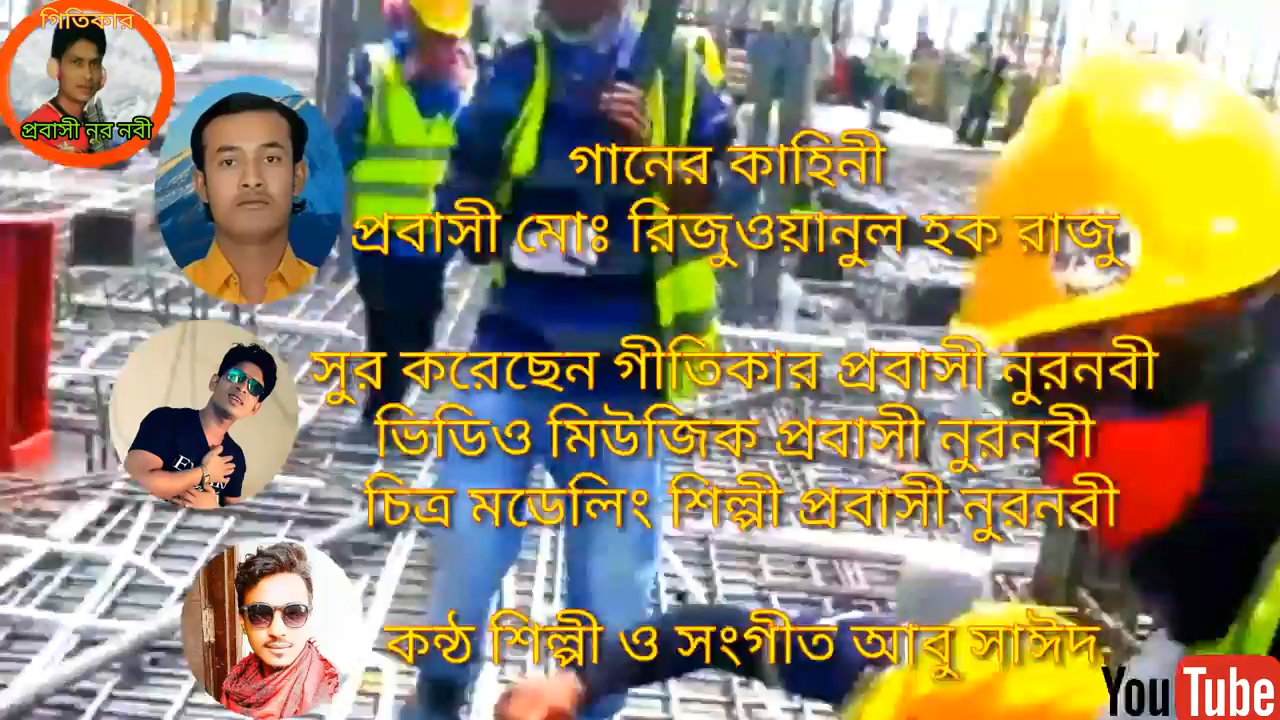 গিতিকার
প্রবাসী নুর নবী
গানের কাহিনী
প্রবাসী মোঃ রিজুওয়ানুল হক রাজু
সুর করেছেন গীতিকার প্রবাসী নুরনবী
ভিডিও মিউজিক প্রবাসী নুরনবী
চিত্র মডেলিং শিল্পী প্রবাসী নুরনবী
কন্ঠ শিল্পী ও সংগীত আবু সাঈদ
YouTube